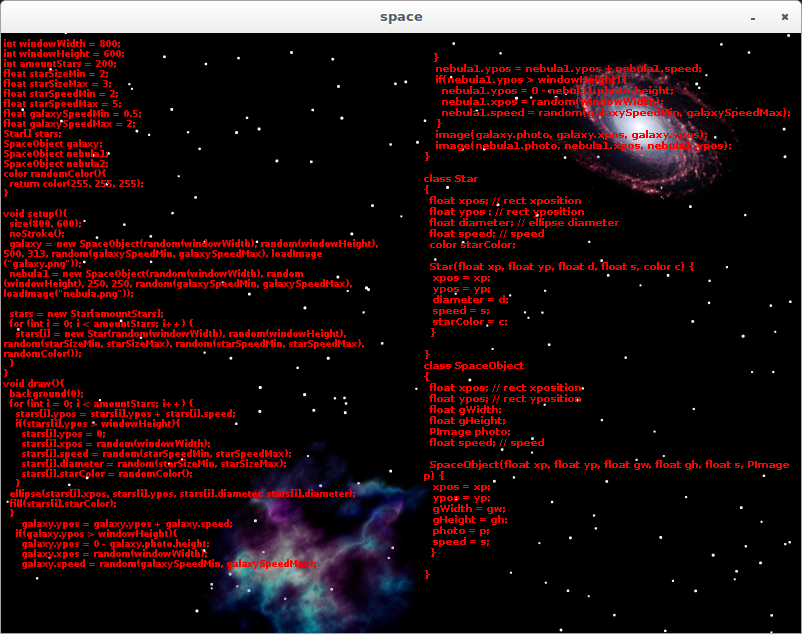 space
int windowWidth = 800;
int windowHeight = 600;
int amountStars = 200;
float starSizeMin = 2;
float starSizeMax = 3;
float starSpeedMin = 2;
float starSpeedMax = 5;
float galaxySpeedMin = 0.5;
float galaxySpeedMax = 2;
Star[] stars;
SpaceObject galaxy;
SpaceObject nebula1;
SpaceObject nebula2;
color randomColor(){
return color(255, 255, 255);
}
void setup(){
size(800, 600);
noStroke();
galaxy = new SpaceObject(random(windowWidth), random(windowHeight),
500, 313, random(galaxySpeedMin, galaxySpeedMax), loadImage
("galaxy.png"));
nebula1 = new SpaceObject(random(windowWidth), random
(windowHeight), 250, 250, random(galaxySpeedMin, galaxySpeedMax),
loadImage("nebula.png"));
stars = new Star[amountStars];
for (int i = 0; i < amountStars; i++) {
stars[i] = new Star(random(windowWidth), random(windowHeight),
random(starSizeMin, starSizeMax), random(starSpeedMin, starSpeedMax),
randomColor());
}
}
void draw(){
background(0);
for (int i = 0; i < amountStars; i++) {
stars[i].ypos = stars[i].ypos + stars[i].speed;
if(stars[i].ypos > windowHeight){
stars[i].ypos = 0;
stars[i].xpos = random(windowWidth);
stars[i].speed = random(starSpeedMin, starSpeedMax);
stars[i].diameter = random(starSizeMin, starSizeMax);
stars[i].starColor = randomColor();
}
ellipse(stars[i].xpos, stars[i].ypos, stars[i].diameter, stars[i].diameter);
fill(stars[i].starColor);
}
galaxy.ypos = galaxy.ypos + galaxy.speed;
if(galaxy.ypos > windowHeight){
galaxy.ypos = 0 - galaxy.photo.height;
galaxy.xpos = random(windowWidth);
galaxy.speed = random(galaxySpeedMin, galaxySpeedMax);
}
nebula1.ypos = nebula1.ypos + nebula1.speed;
if(nebula1.ypos > windowHeight){
nebula1.ypos = 0 - nebula1.photo.height;
nebula1.xpos = random(windowWidth);
nebula1.speed = random(galaxySpeedMin, galaxySpeedMax);
}
image(galaxy.photo, galaxy.xpos, galaxy.ypos);
image(nebula1.photo, nebula1.xpos, nebula1.ypos);
}
class Star
{
float xpos; // rect xposition
float ypos ; // rect xposition
float diameter; // ellipse diameter
float speed; // speed
color starColor;
Star(float xp, float yp, float d, float s, color c) {
xpos = xp;
ypos = yp;
diameter = d;
speed = s;
starColor = c;
}
}
class SpaceObject
{
float xpos; // rect xposition
float ypos; // rect yposition
float gWidth;
float gHeight;
PImage photo;
float speed; // speed
SpaceObject(float xp, float yp, float gw, float gh, float s, PImage
p) {
xpos = xp;
ypos = yp;
gWidth = gw;
gHeight = gh;
photo = p;
speed = s;
}
}